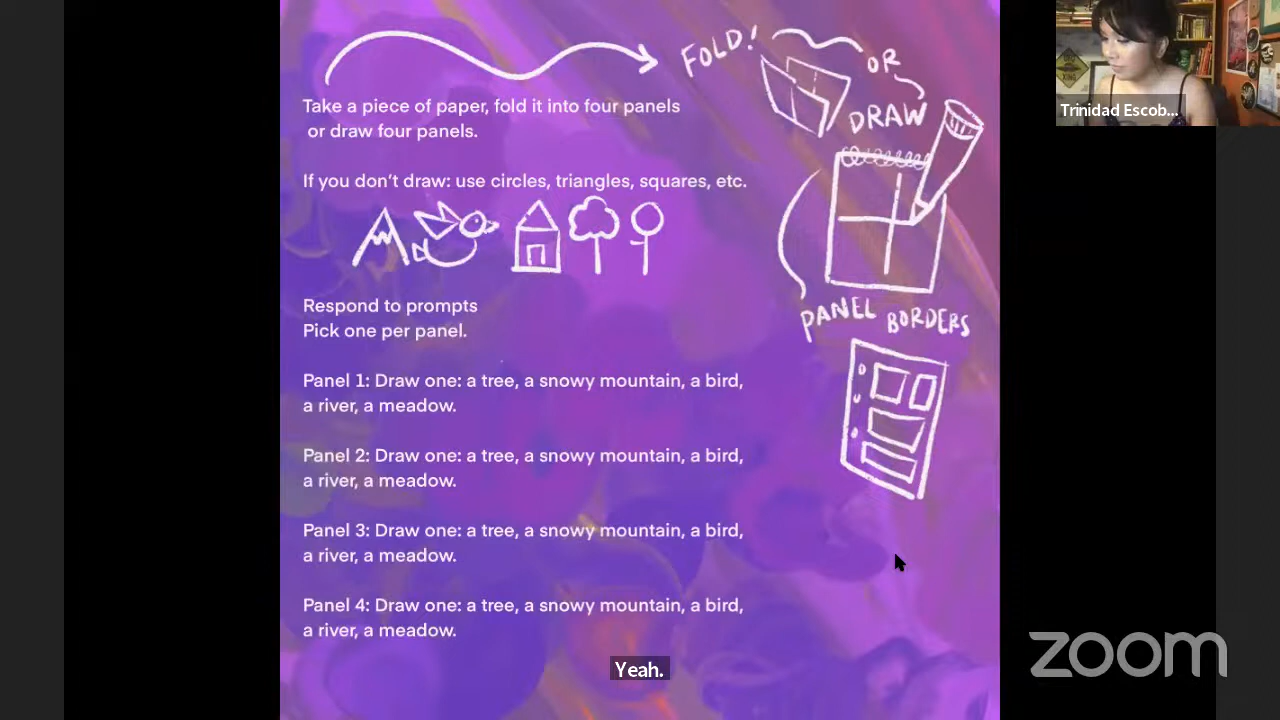 FOLD!
OR
DRAW
Take a piece of paper, fold it into four panels
or draw four panels.
If you don't draw: use circles, triangles, squares, etc.
PANEL BORDERS
Respond to prompts
Pick one per panel.
Panel 1: Draw one: a tree, a snowy mountain, a bird,
a river, a meadow.
Panel 2: Draw one: a tree, a snowy mountain, a bird,
a river, a meadow.
Panel 3: Draw one: a tree, a snowy mountain, a bird,
a river, a meadow.
Panel 4: Draw one: a tree, a snowy mountain, a bird,
a river, a meadow.
Yeah.
Trinidad Escob...
zoom